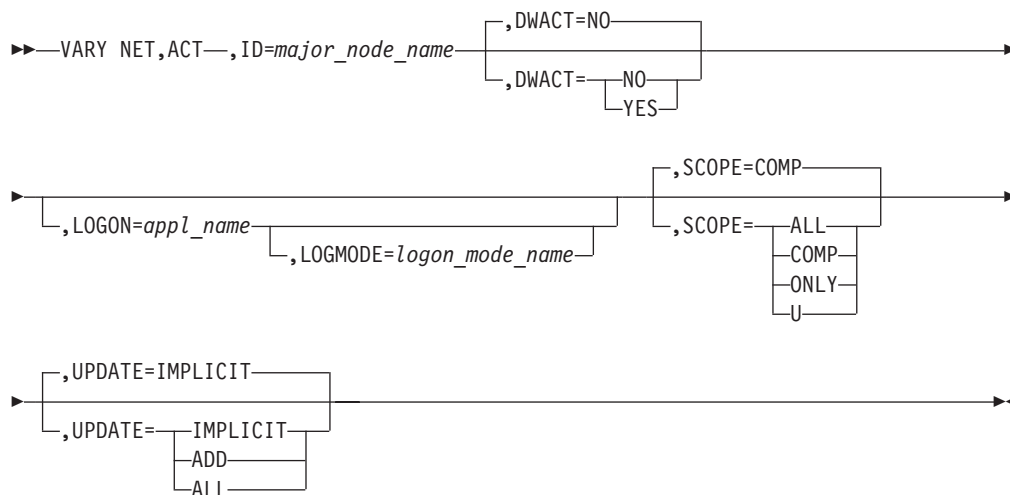 ,DWACT=NO
VARY NET,ACT ,ID=major_node_name
,DWACT= NO
YES
,SCOPE=COMP
,LOGON=appl_name ,SCOPE= ALL
,LOGMODE=logon_mode_name COMP
ONLY
U
,UPDATE=IMPLICIT
,UPDATE= IMPLICIT
ADD
ALL